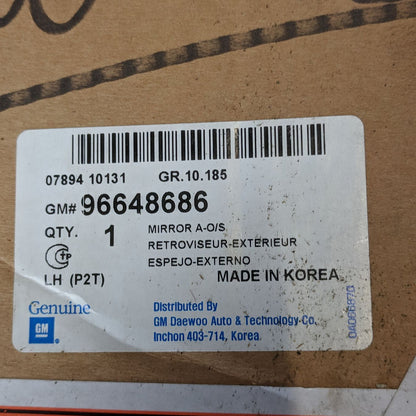 07894 10131 GR.10.185
GM# 96648686
QTY. 1 MIRROR A-O/S
RETROVISEUR-EXTERIEUR
ESPEJO-EXTERNO
LH (P2T) MADE IN KOREA
Genuine
GM
Distributed By
GM Daewoo Auto & Technology Co.
Inchon 403-714, Korea